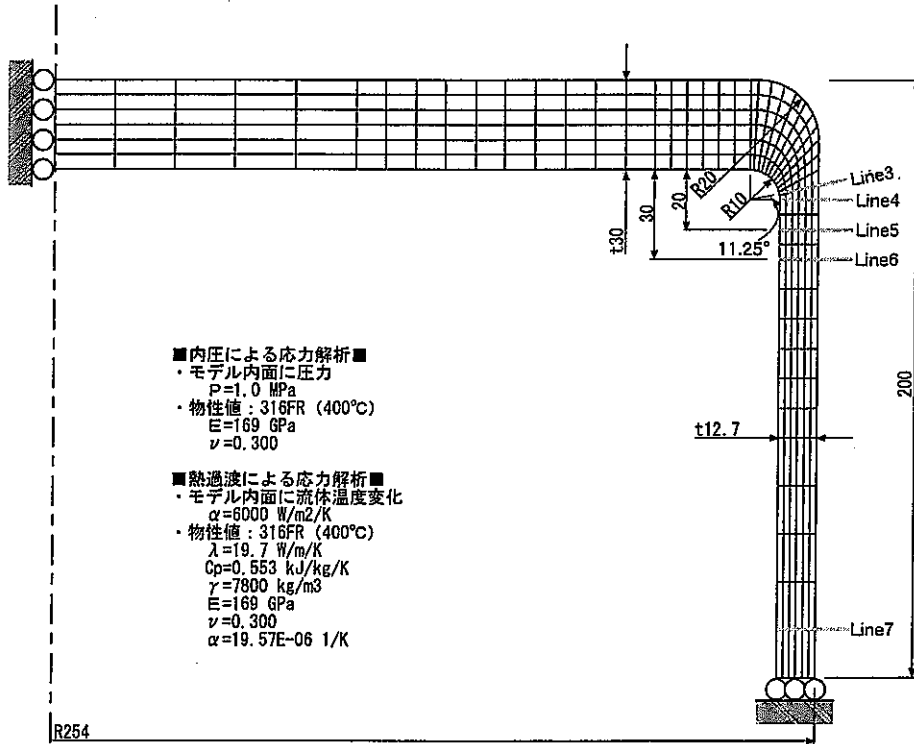 Line3.
Line4
R20
R10
20
30
t30
11.25°
Line5
Line6
■内圧による応力解析■
・モデル内面に圧力
P=1.0 MPa
・物性値：316FR (400℃)
E=169 GPa
ν=0.300
200
t12.7
■熱過渡による応力解析■
・モデル内面に流体温度変化
α=6000 W/m2/K
・物性値：316FR (400℃)
λ=19.7 W/m/K
Cp=0.553 kJ/kg/K
γ=7800 kg/m3
E=169 GPa
ν=0.300
α=19.57E-06 1/K
Line7
R254